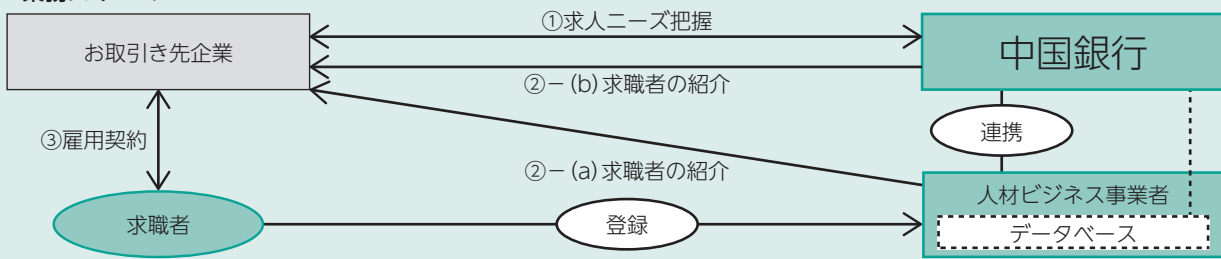 ①求人ニーズ把握
お取引き先企業
中国銀行
②−(b)求職者の紹介
連携
③雇用契約
②−(a)求職者の紹介
人材ビジネス事業者
求職者
登録
データベース